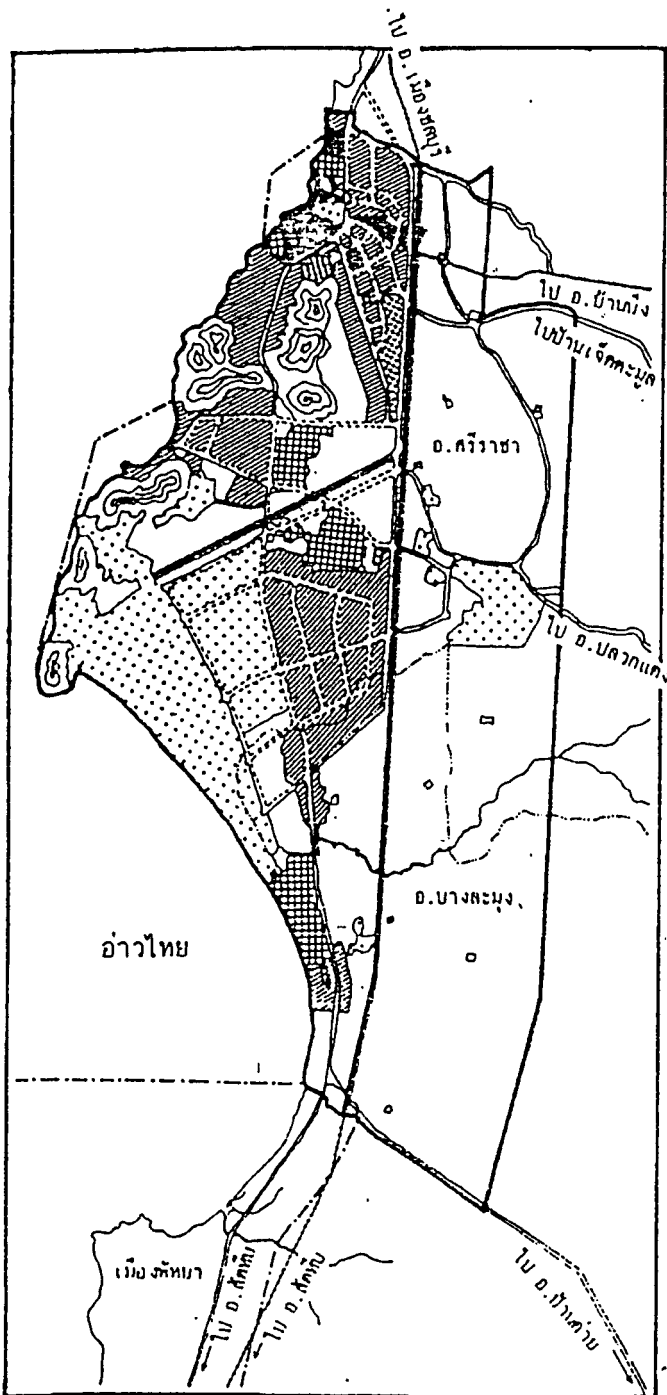 ไป อ.เมืองชลบุรี
ไป อ.บ้านบึง
ไปบ้านเจ็ดตะมูล
อ.ศรีราชา
ไป อ.ปลวกแดง
อ.บางละมุง
อ่าวไทย
เมืองพัทยา
ไป อ.สัตหีบ
ไป อ.สัตหีบ
ไป อ.บ้านค่าย